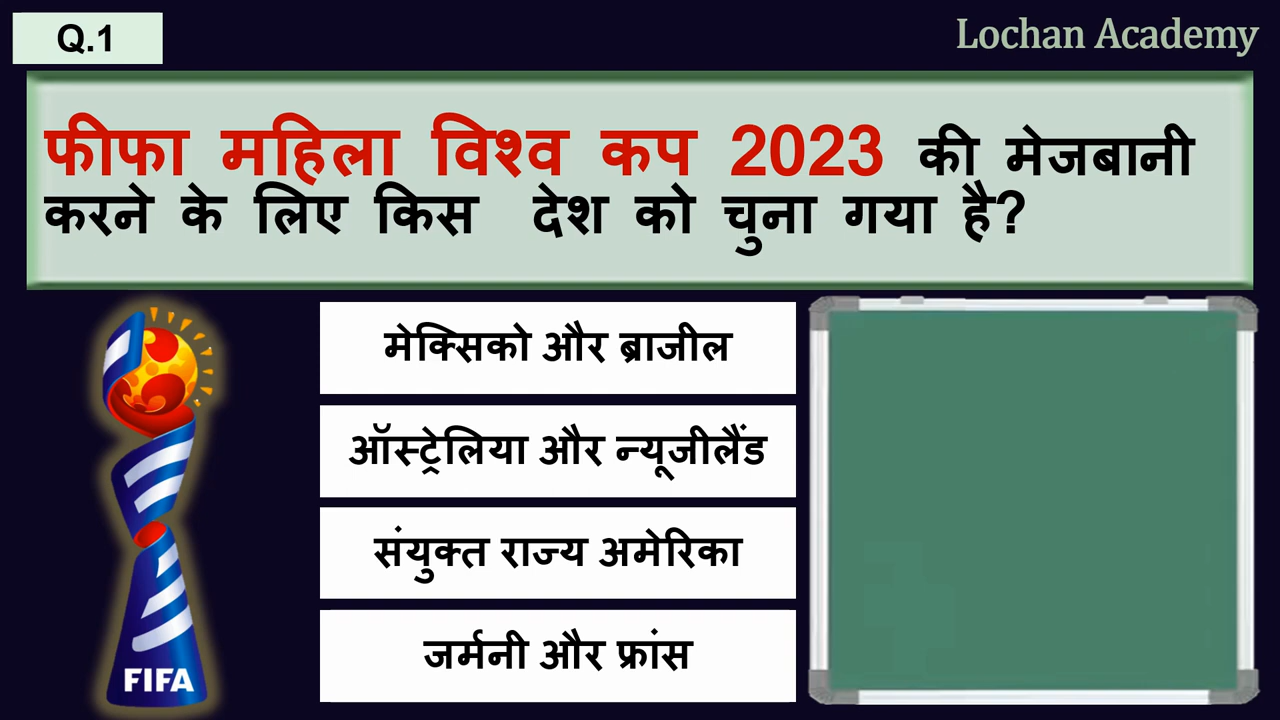 Q.1
Lochan Academy
फीफा महिला विश्व कप 2023 की मेजबानी
करने के लिए किस देश को चुना गया है?
मेक्सिको और ब्राजील
ऑस्ट्रेलिया और न्यूजीलैंड
संयुक्त राज्य अमेरिका
जर्मनी और फ्रांस
FIFA